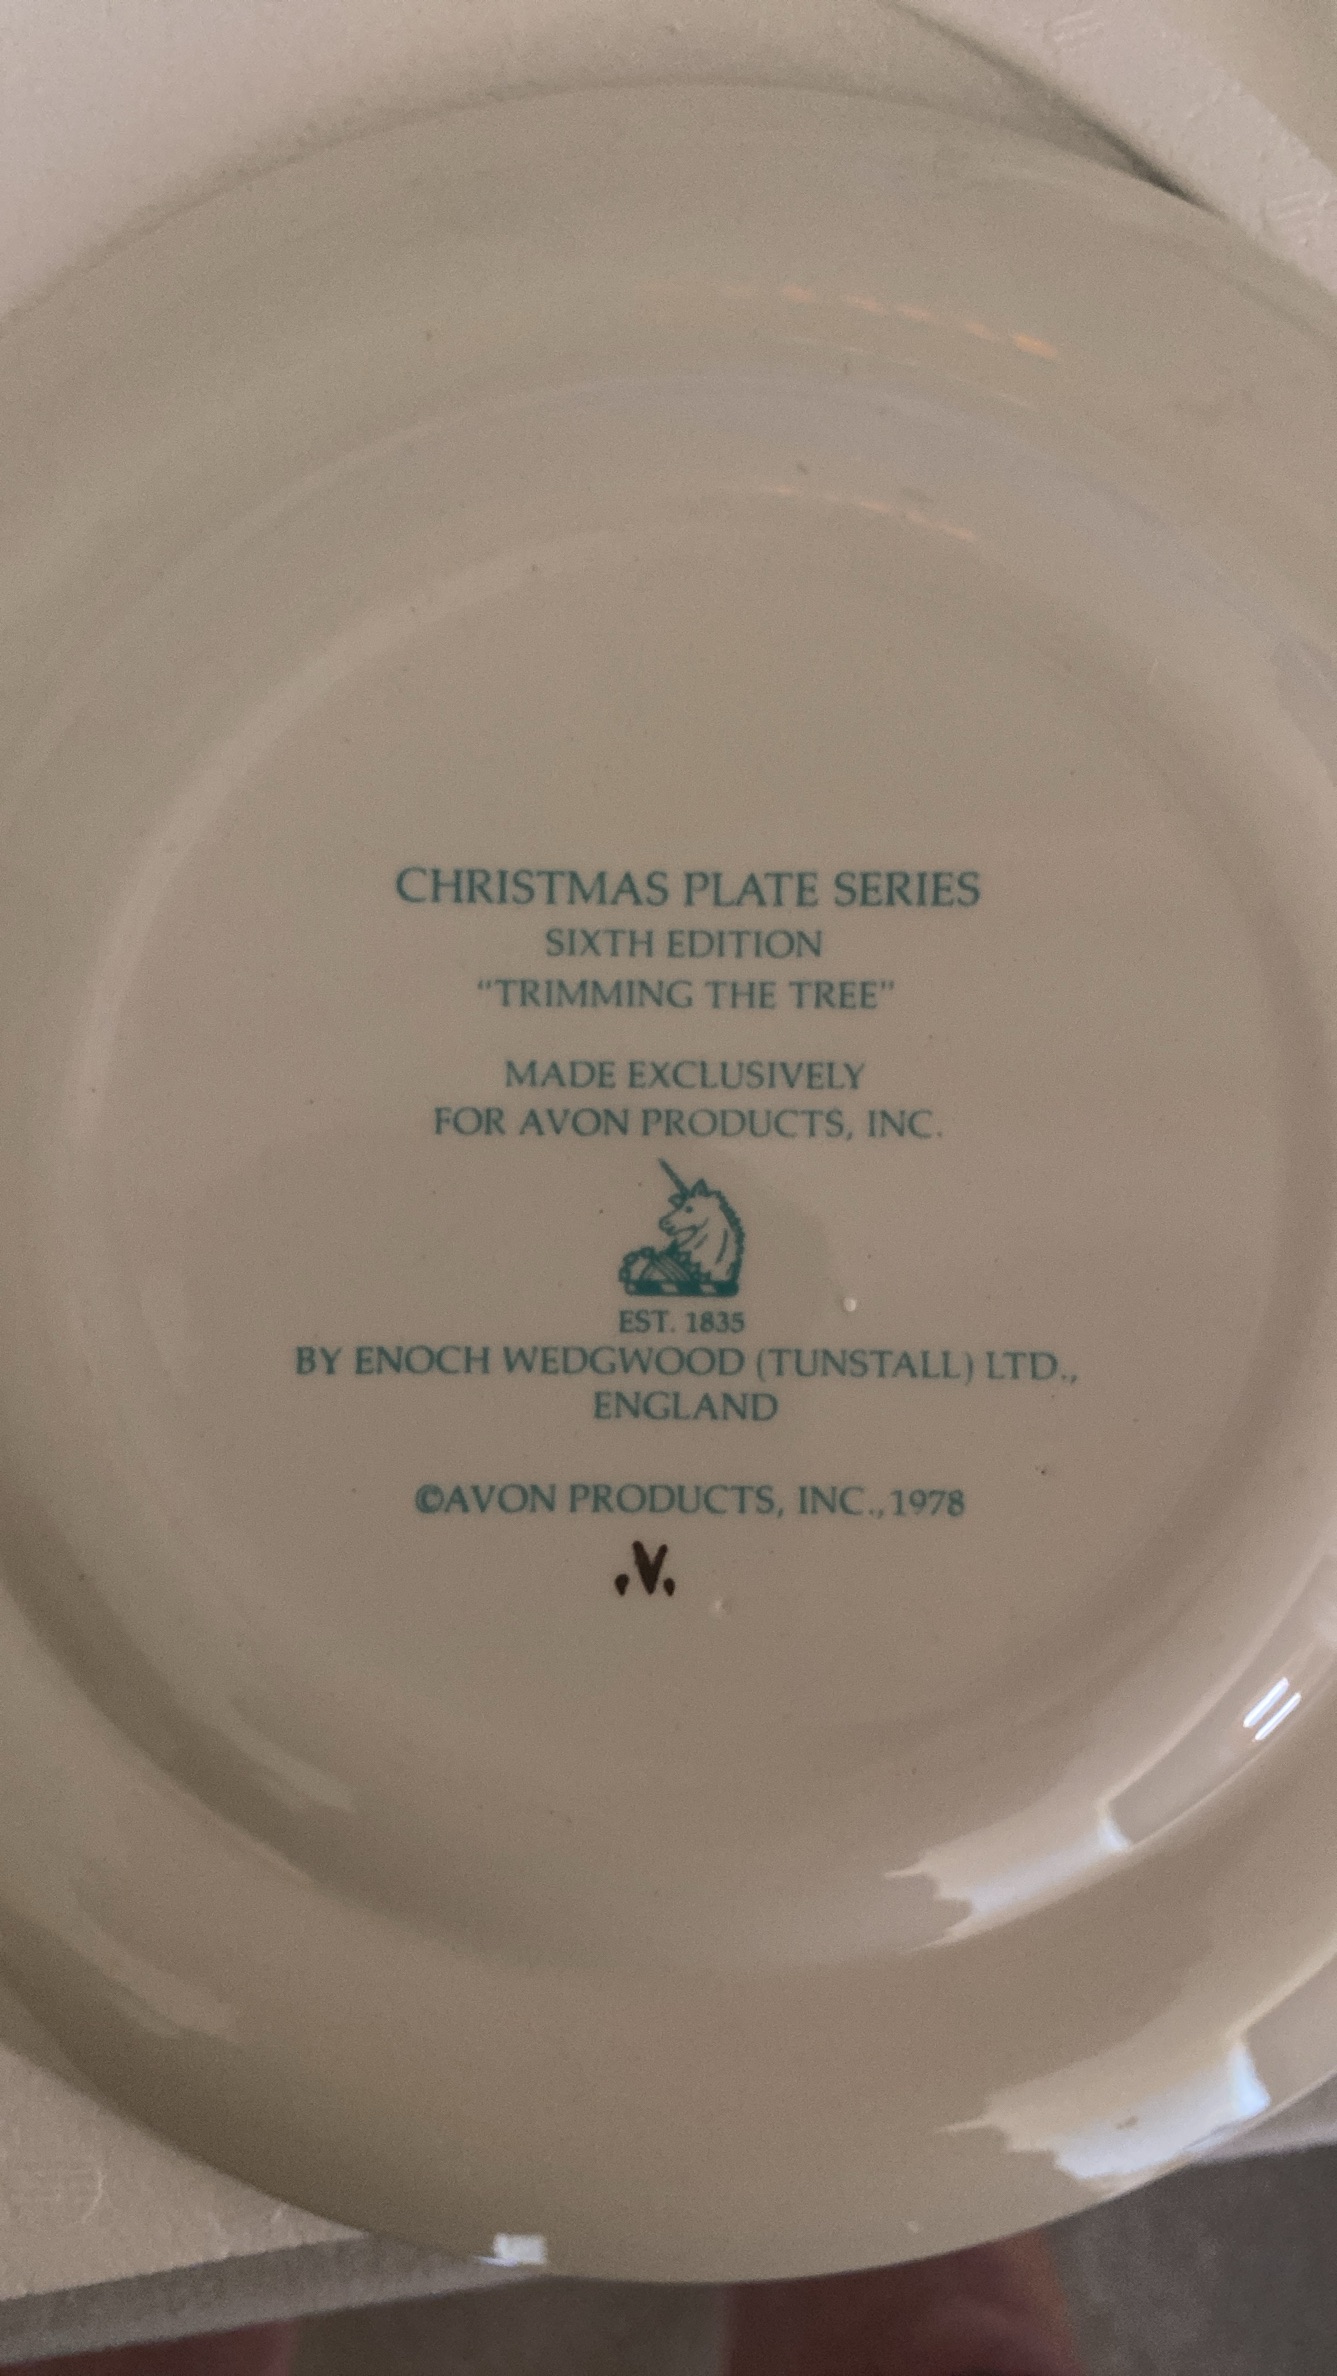 CHRISTMAS PLATE SERIES
SIXTH EDITION
"TRIMMING THE TREE"
MADE EXCLUSIVELY
FOR AVON PRODUCTS, INC.
EST. 1835
BY ENOCH WEDGWOOD (TUNSTALL) LTD.,
ENGLAND
©AVON PRODUCTS, INC., 1978
.V.